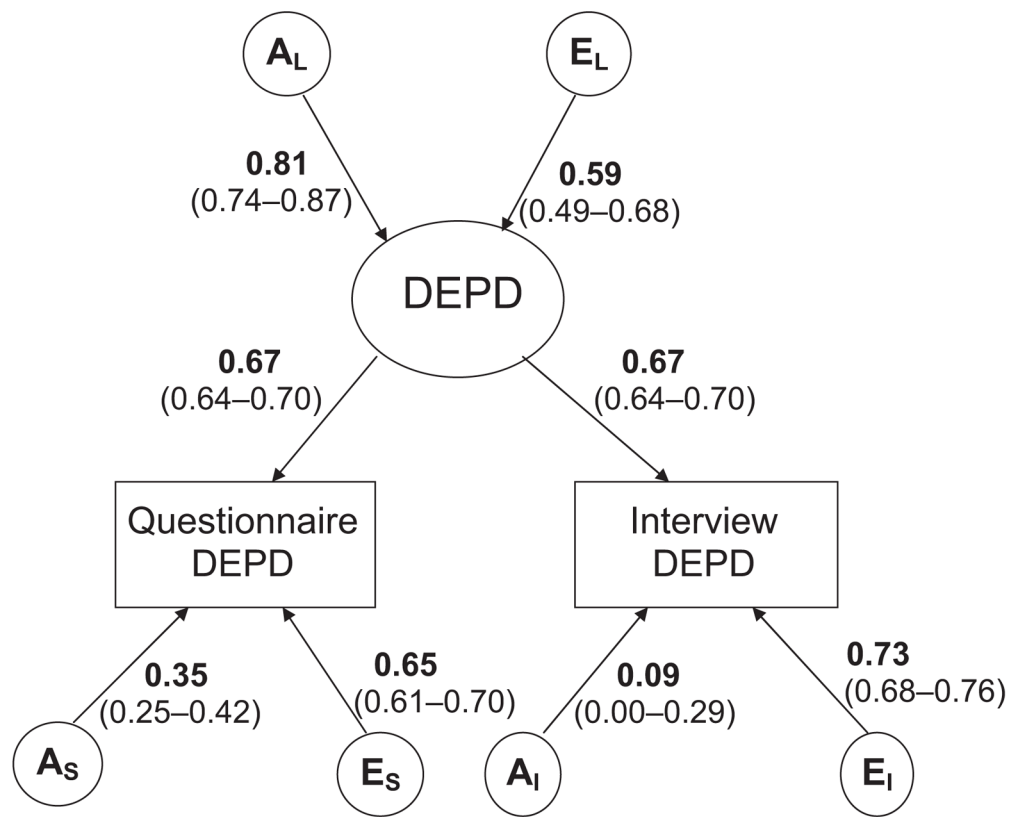 A_L
E_L
0.81
(0.74–0.87)
0.59
(0.49–0.68)
DEPD
0.67
(0.64–0.70)
0.67
(0.64–0.70)
Questionnaire
DEPD
Interview
DEPD
0.35
(0.25–0.42)
0.65
(0.61–0.70)
0.09
(0.00–0.29)
0.73
(0.68–0.76)
A_S
E_S
A_I
E_I